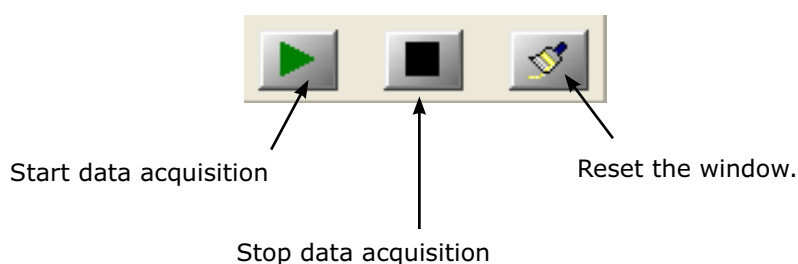 Start data acquisition
Reset the window.
Stop data acquisition